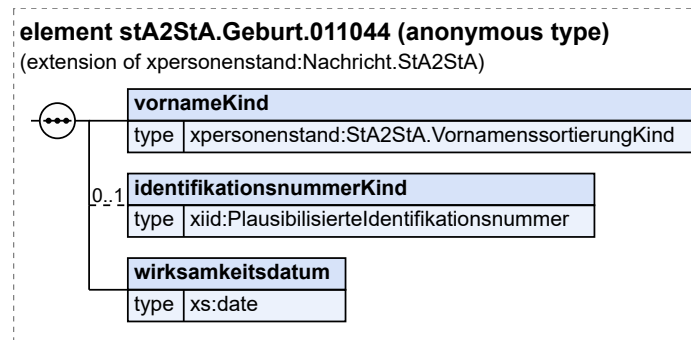 element stA2StA.Geburt.011044 (anonymous type)
(extension of xpersonenstand:Nachricht.StA2StA)
vornameKind
type xpersonenstand:StA2StA.VornamenssortierungKind
0..1
identifikationsnummerKind
type xiid:PlausibilisierteIdentifikationsnummer
wirksamkeitsdatum
type xs:date